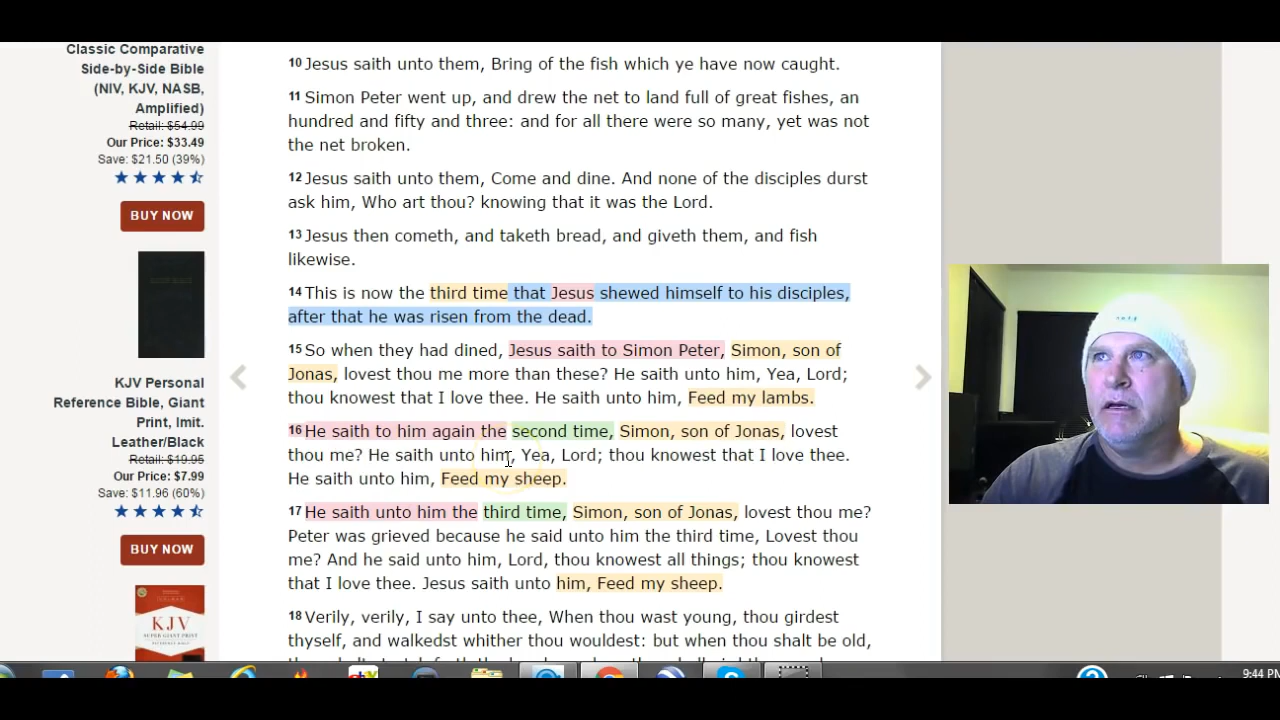 Classic Comparative
Side-by-Side Bible
(NIV, KJV, NASB,
Amplified)
Retail: $54.99
Our Price: $33.49
Save: $21.50 (39%)
BUY NOW
KJV Personal
Reference Bible, Giant
Print, Imit.
Leather/Black
Retail: $19.95
Our Price: $7.99
Save: $11.96 (60%)
BUY NOW
KJV
10 Jesus saith unto them, Bring of the fish which ye have now caught.
11 Simon Peter went up, and drew the net to land full of great fishes, an
hundred and fifty and three: and for all there were so many, yet was not
the net broken.
12 Jesus saith unto them, Come and dine. And none of the disciples durst
ask him, Who art thou? knowing that it was the Lord.
13 Jesus then cometh, and taketh bread, and giveth them, and fish
likewise.
14 This is now the third time that Jesus shewed himself to his disciples,
after that he was risen from the dead.
15 So when they had dined, Jesus saith to Simon Peter, Simon, son of
Jonas, lovest thou me more than these? He saith unto him, Yea, Lord;
thou knowest that I love thee. He saith unto him, Feed my lambs.
16 He saith to him again the second time, Simon, son of Jonas, lovest
thou me? He saith unto him, Yea, Lord; thou knowest that I love thee.
He saith unto him, Feed my sheep.
17 He saith unto him the third time, Simon, son of Jonas, lovest thou me?
Peter was grieved because he said unto him the third time, Lovest thou
me? And he said unto him, Lord, thou knowest all things; thou knowest
that I love thee. Jesus saith unto him, Feed my sheep.
18 Verily, verily, I say unto thee, When thou wast young, thou girdest
thyself, and walkedst whither thou wouldest: but when thou shalt be old,
9:44 PM